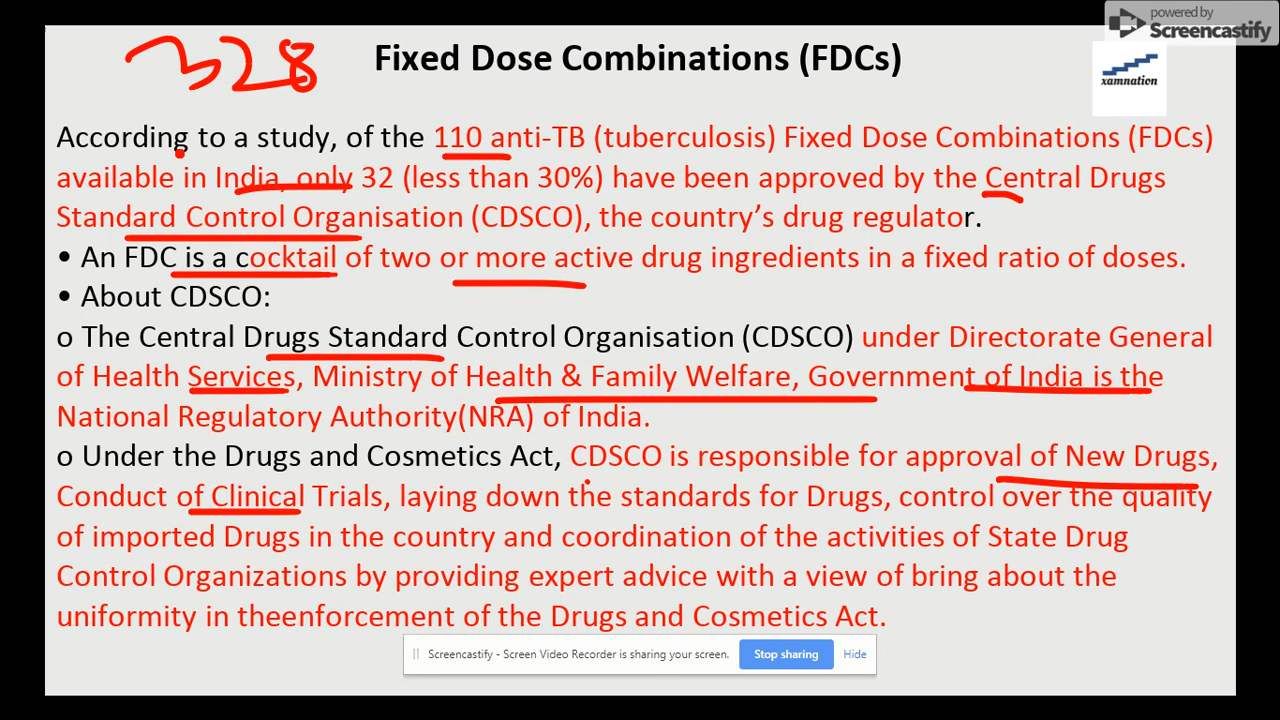 powered by
Screencastify
328
Fixed Dose Combinations (FDCs)
xamnation
According to a study, of the 110 anti-TB (tuberculosis) Fixed Dose Combinations (FDCs)
available in India, only 32 (less than 30%) have been approved by the Central Drugs
Standard Control Organisation (CDSCO), the country’s drug regulator.
• An FDC is a cocktail of two or more active drug ingredients in a fixed ratio of doses.
• About CDSCO:
o The Central Drugs Standard Control Organisation (CDSCO) under Directorate General
of Health Services, Ministry of Health & Family Welfare, Government of India is the
National Regulatory Authority(NRA) of India.
o Under the Drugs and Cosmetics Act, CDSCO is responsible for approval of New Drugs,
Conduct of Clinical Trials, laying down the standards for Drugs, control over the quality
of imported Drugs in the country and coordination of the activities of State Drug
Control Organizations by providing expert advice with a view of bring about the
uniformity in theenforcement of the Drugs and Cosmetics Act.
Screencastify - Screen Video Recorder is sharing your screen. Stop sharing Hide